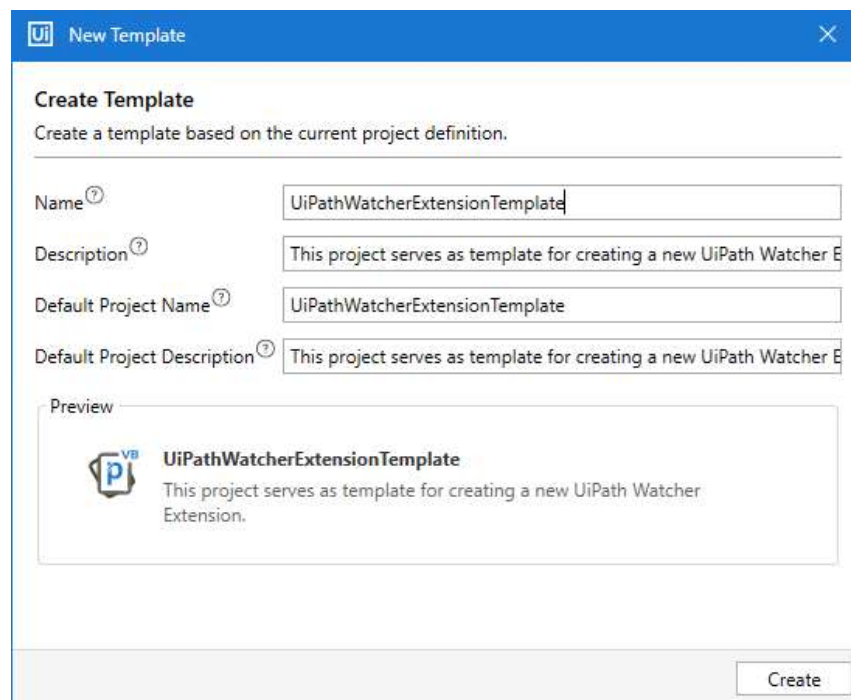 Ui New Template
Create Template
Create a template based on the current project definition.
Name ? UiPathWatcherExtensionTemplate
Description ? This project serves as template for creating a new UiPath Watcher E
Default Project Name ? UiPathWatcherExtensionTemplate
Default Project Description ? This project serves as template for creating a new UiPath Watcher E
Preview
VB
p
UiPathWatcherExtensionTemplate
This project serves as template for creating a new UiPath Watcher
Extension.
Create